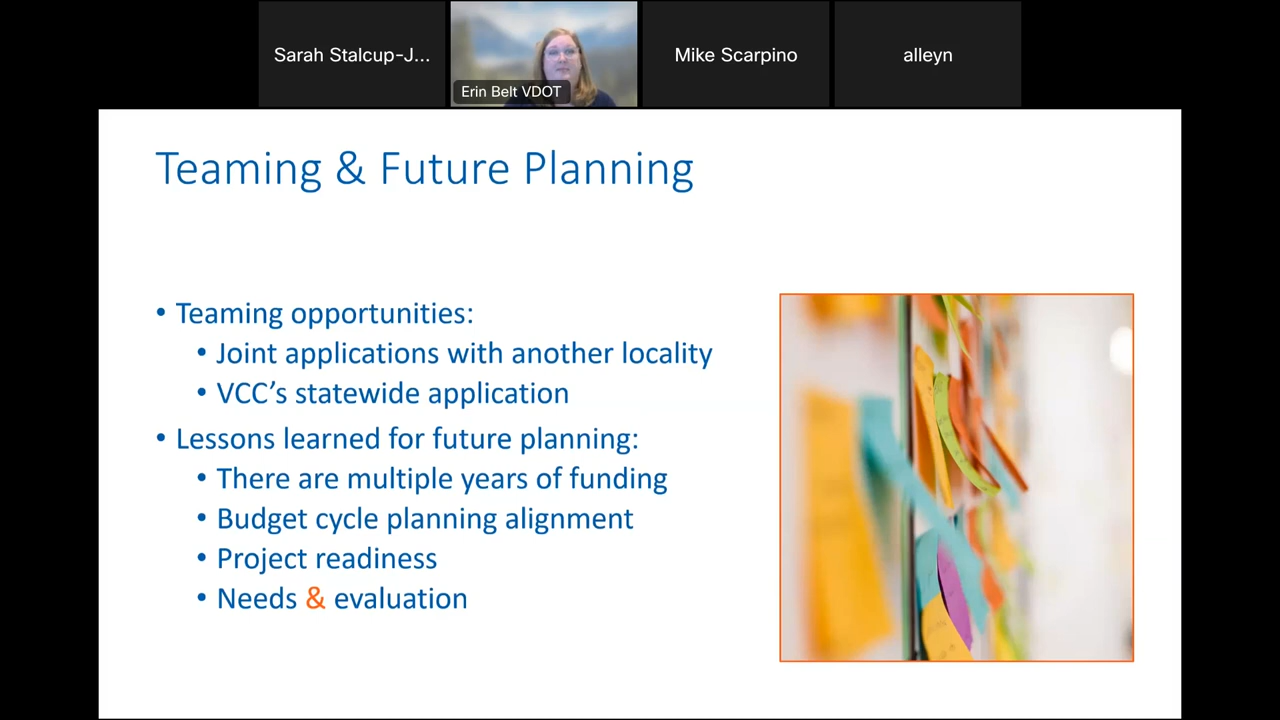 Sarah Stalcup-J...
Erin Belt VDOT
Mike Scarpino
alleyn
Teaming & Future Planning
• Teaming opportunities:
• Joint applications with another locality
• VCC’s statewide application
• Lessons learned for future planning:
• There are multiple years of funding
• Budget cycle planning alignment
• Project readiness
• Needs & evaluation